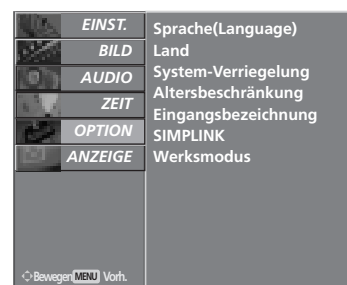 EINST.
BILD
AUDIO
ZEIT
OPTION
ANZEIGE
Sprache(Language)
Land
System-Verriegelung
Altersbeschränkung
Eingangsbezeichnung
SIMPLINK
Werksmodus
Bewegen MENU Vorh.